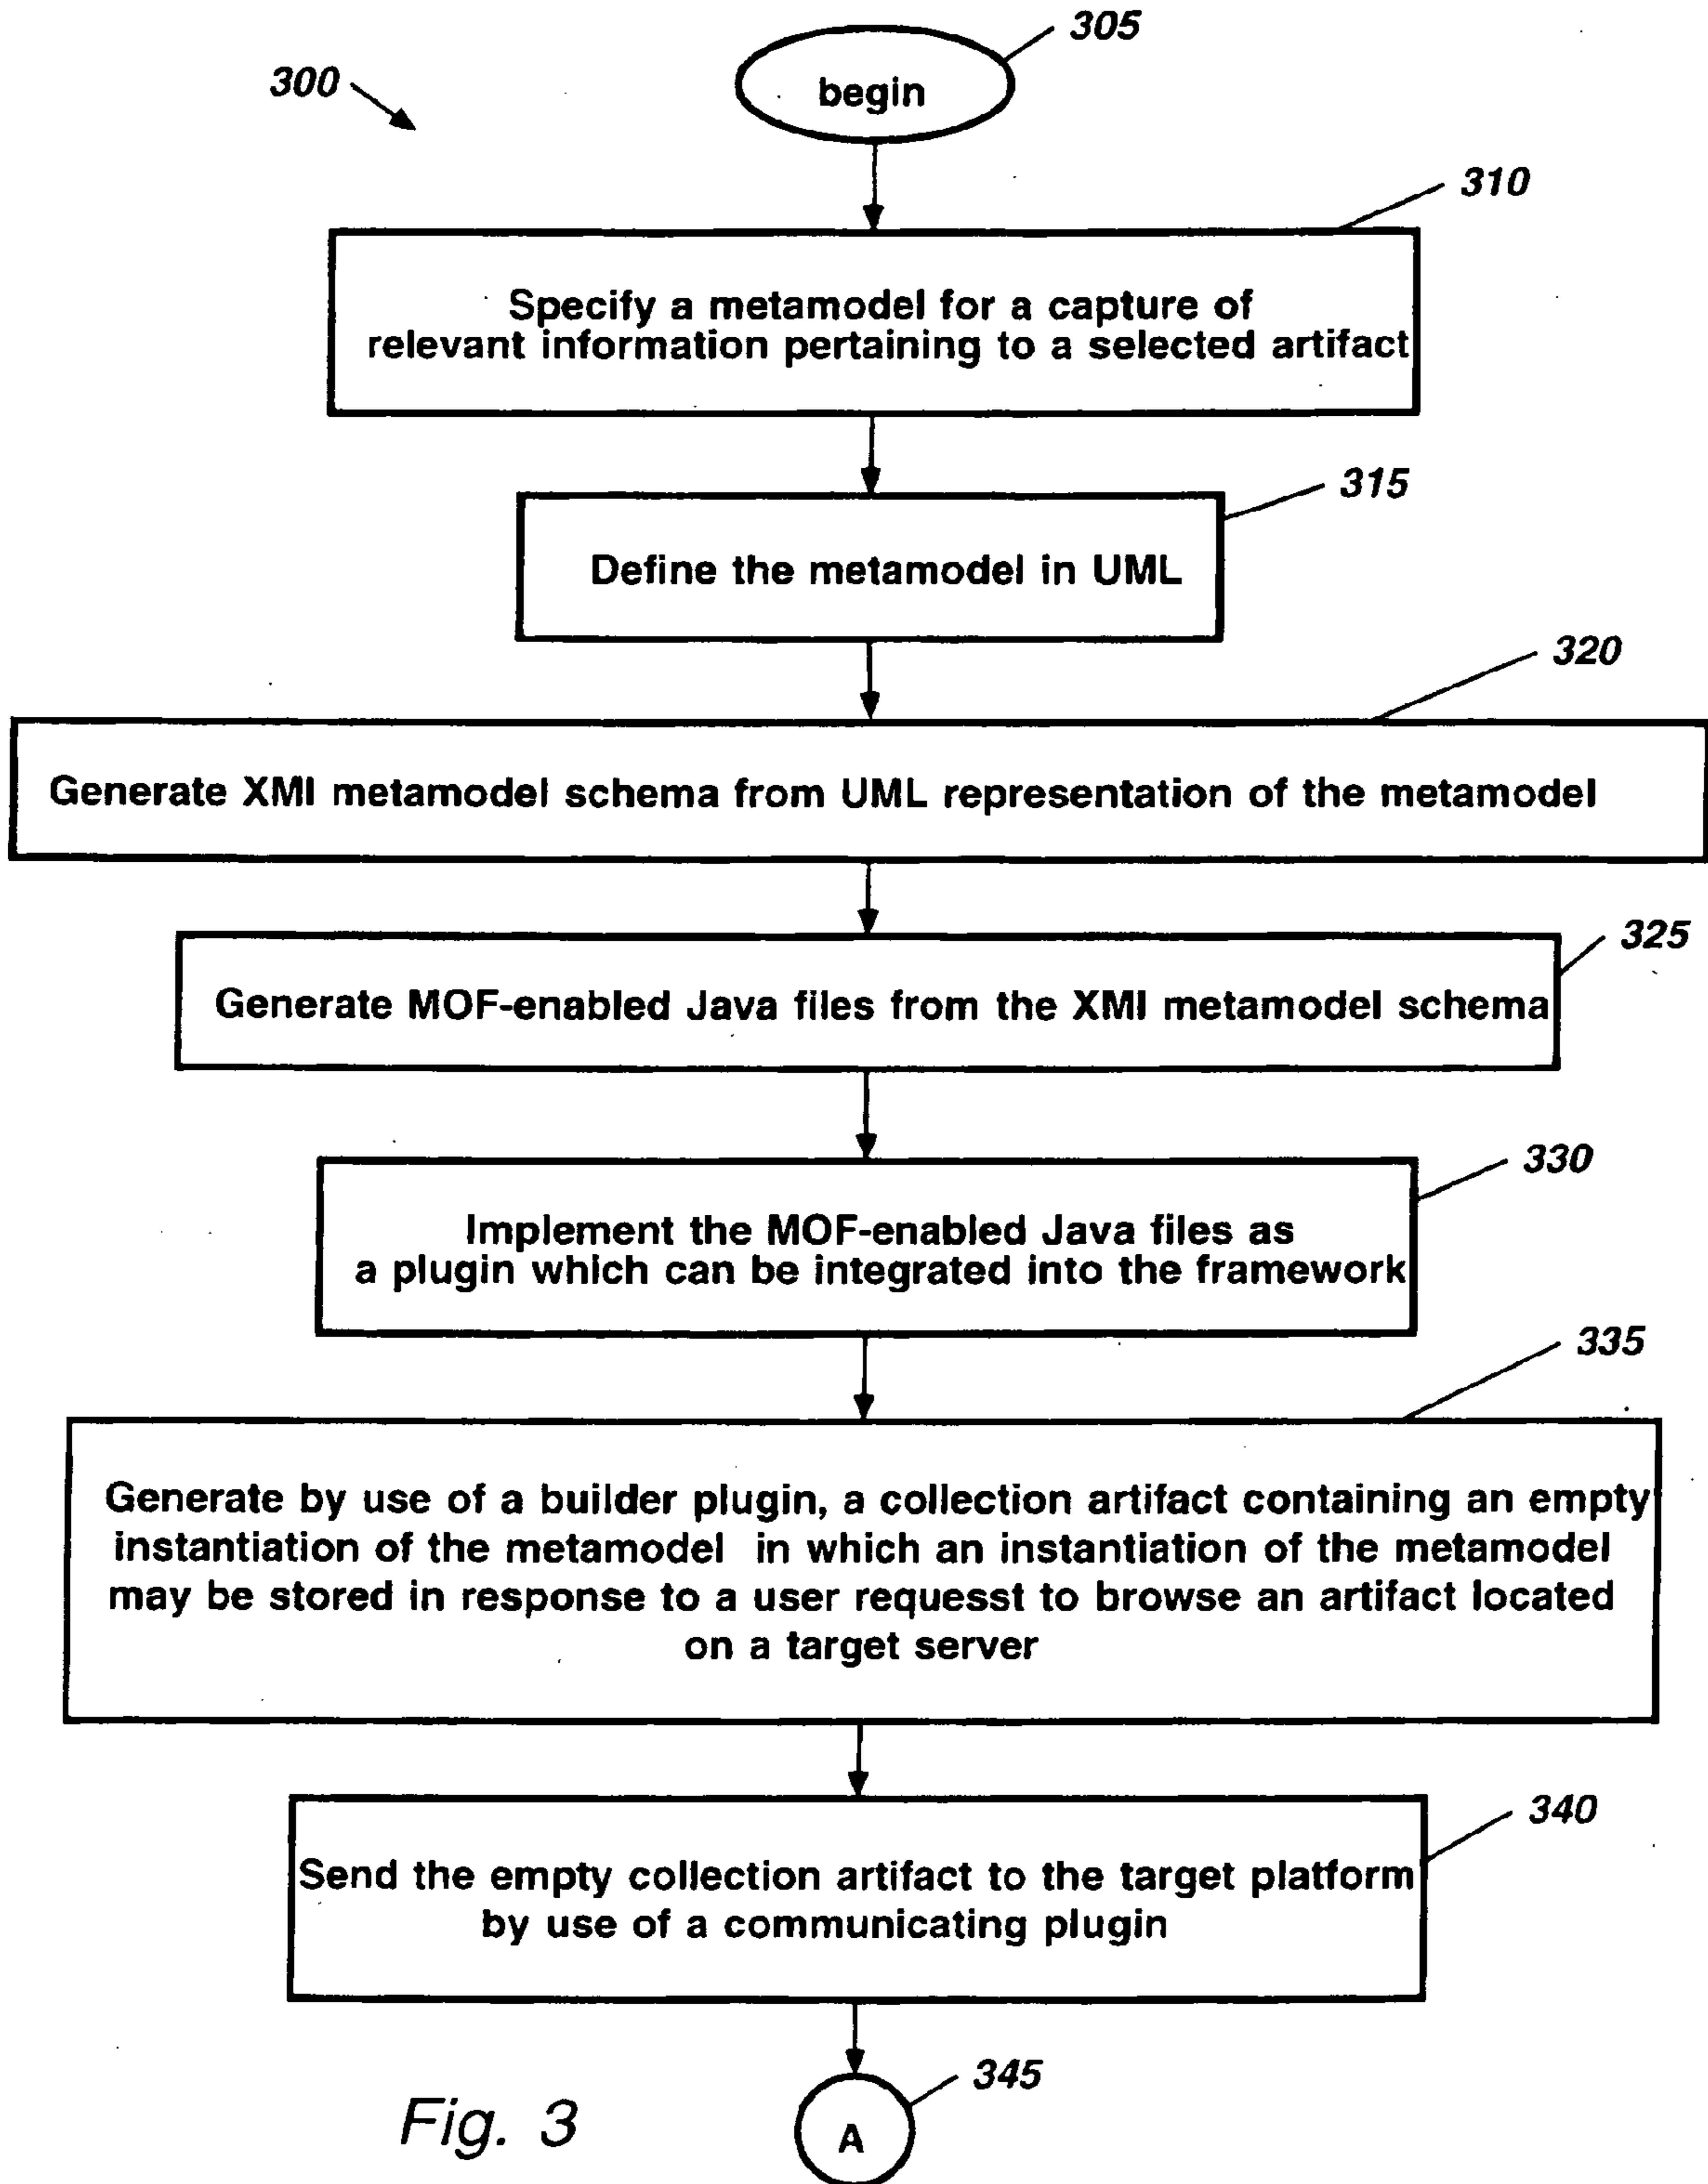 305
300
begin
310
Specify a metamodel for a capture of
relevant information pertaining to a selected artifact
315
Define the metamodel in UML
320
Generate XMI metamodel schema from UML representation of the metamodel
325
Generate MOF-enabled Java files from the XMI metamodel schema
330
Implement the MOF-enabled Java files as
a plugin which can be integrated into the framework
335
Generate by use of a builder plugin, a collection artifact containing an empty
instantiation of the metamodel in which an instantiation of the metamodel
may be stored in response to a user requesst to browse an artifact located
on a target server
340
Send the empty collection artifact to the target platform
by use of a communicating plugin
345
A
Fig. 3